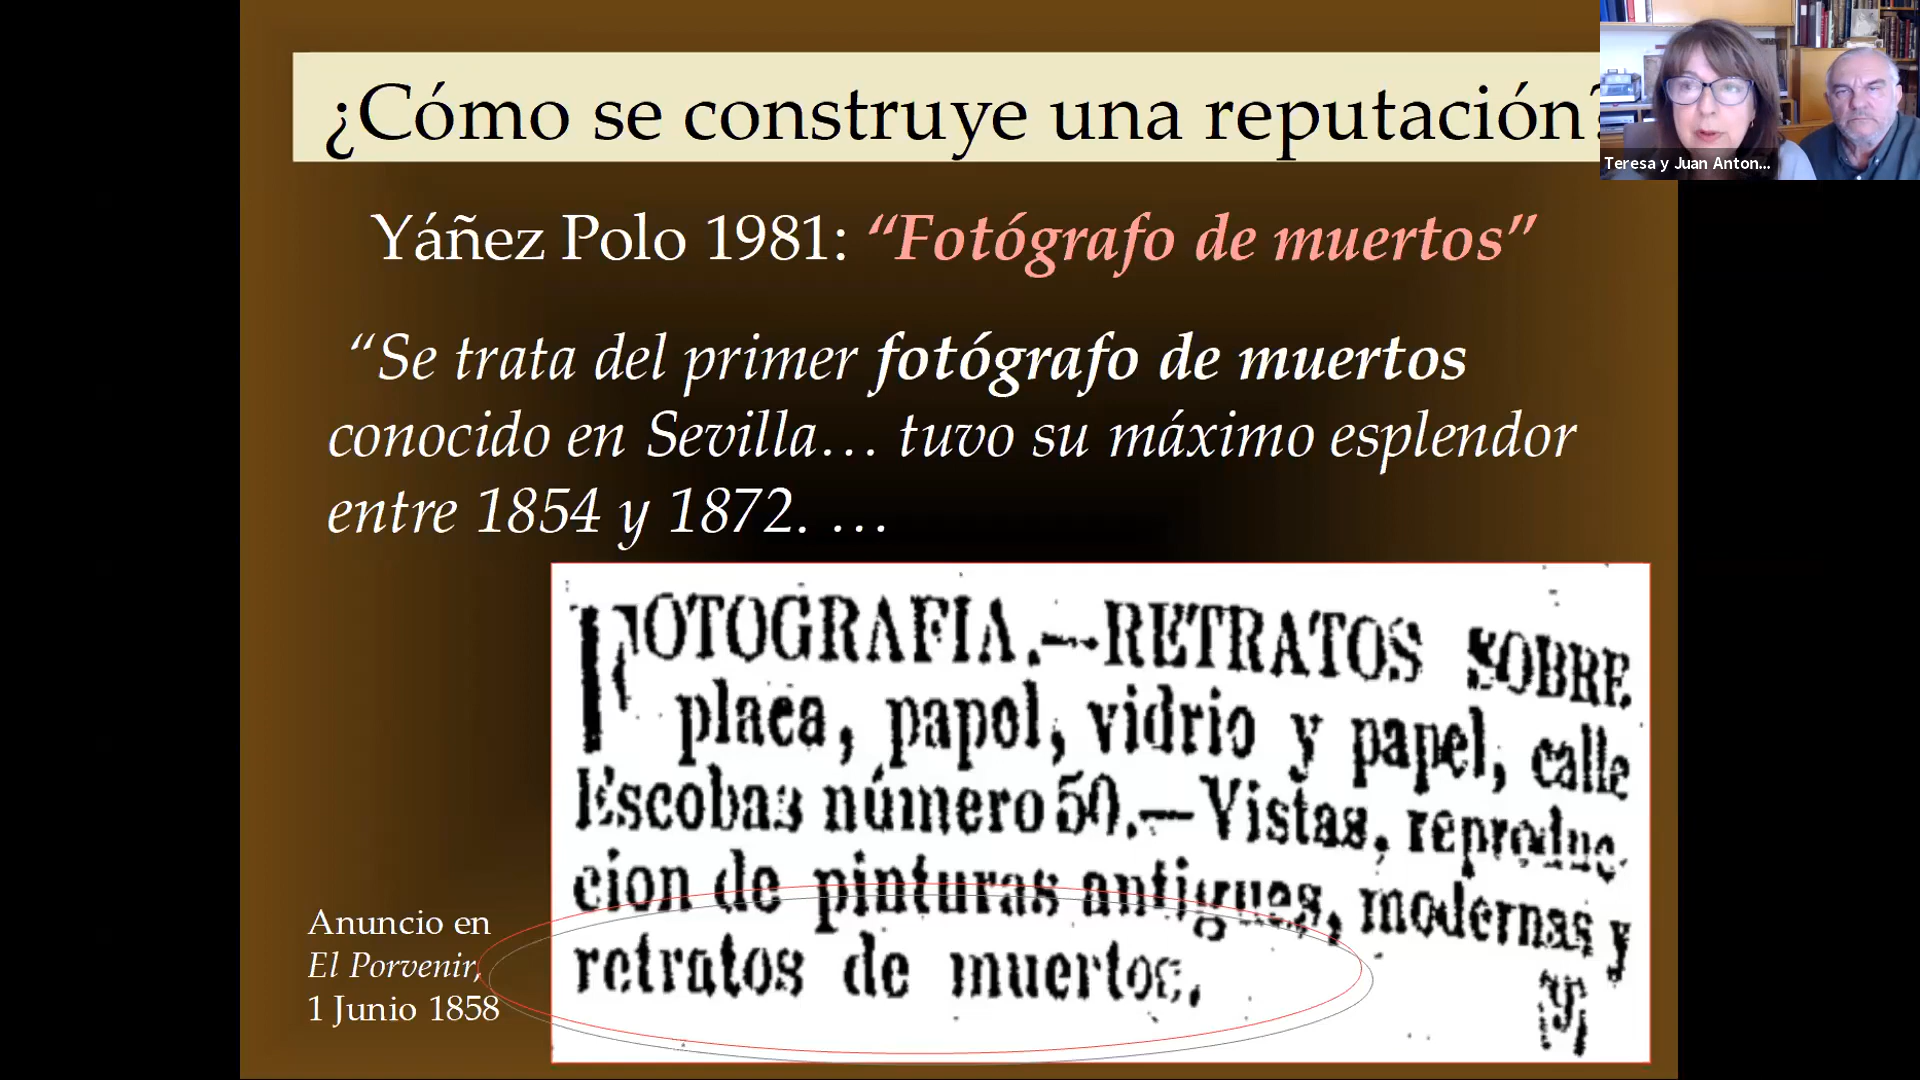 ¿Cómo se construye una reputación?
Teresa y Juan Anton...
Yáñez Polo 1981: “Fotógrafo de muertos”
“Se trata del primer fotógrafo de muertos
conocido en Sevilla… tuvo su máximo esplendor
entre 1854 y 1872. …
FOTOGRAFIA.—RETRATOS SOBRE
placa, papol, vidrio y papel, calle
Escobas número 50.—Vistas, reproduc-
cion de pinturas antiguas, modernas y
retratos de muertos.
Anuncio en
El Porvenir,
1 Junio 1858